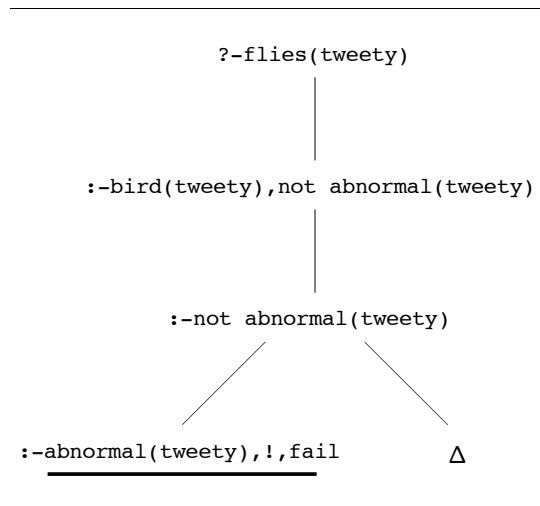 ?-flies(tweety)
:-bird(tweety),not abnormal(tweety)
:-not abnormal(tweety)
:-abnormal(tweety),!,fail
Δ